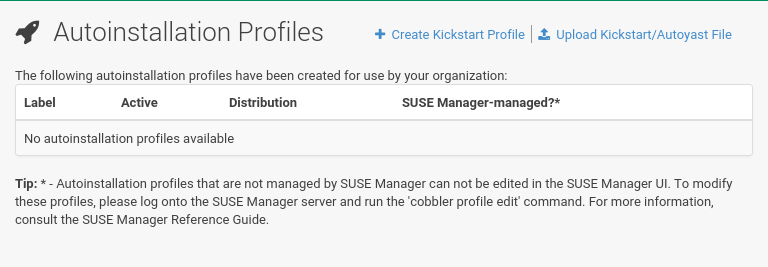 Autoinstallation Profiles
Create Kickstart Profile | Upload Kickstart/Autoyast File
The following autoinstallation profiles have been created for use by your organization:
Label Active Distribution SUSE Manager-managed?*
No autoinstallation profiles available
Tip: * - Autoinstallation profiles that are not managed by SUSE Manager can not be edited in the SUSE Manager UI. To modify
these profiles, please log onto the SUSE Manager server and run the 'cobbler profile edit' command. For more information,
consult the SUSE Manager Reference Guide.